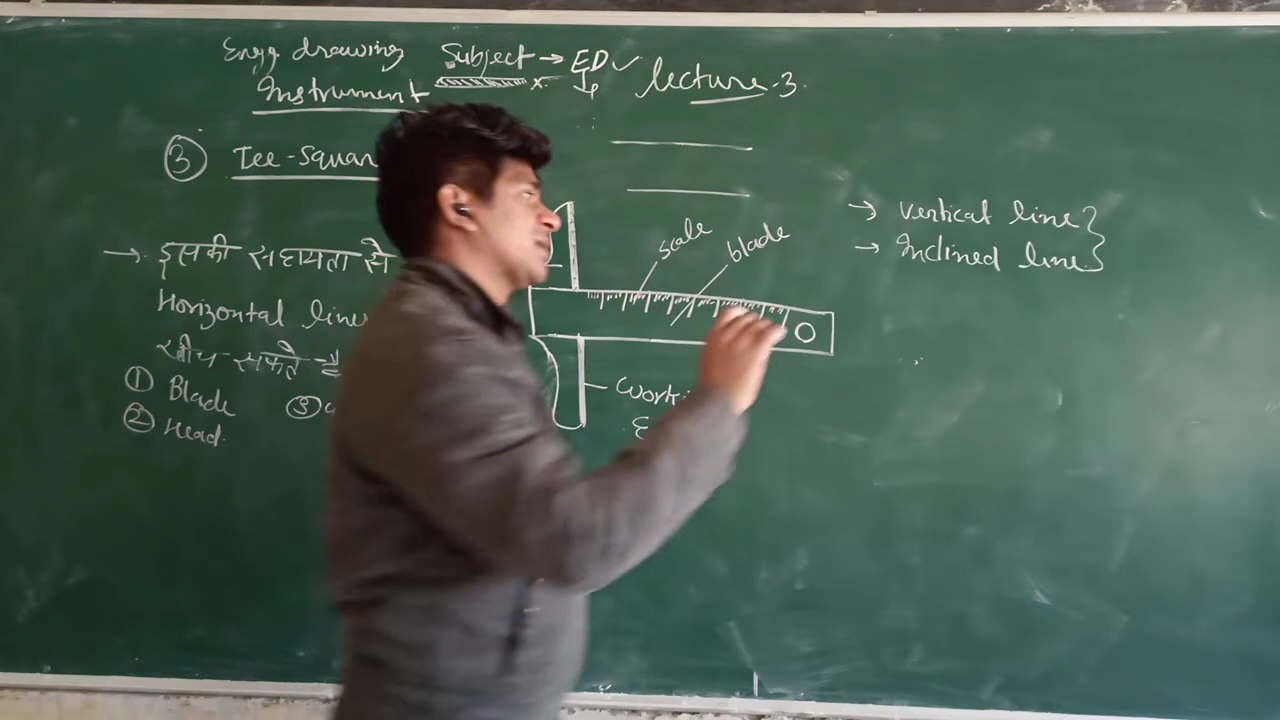 Engg drawing Subject → ED✓ lecture-3
Instrument
③ Tee-Squar
→ इसकी सहायता से
Horizontal line
खीच सकते है
① Blade ③
② Head.
scale
blade
Work
→ vertical line
→ Inclined line